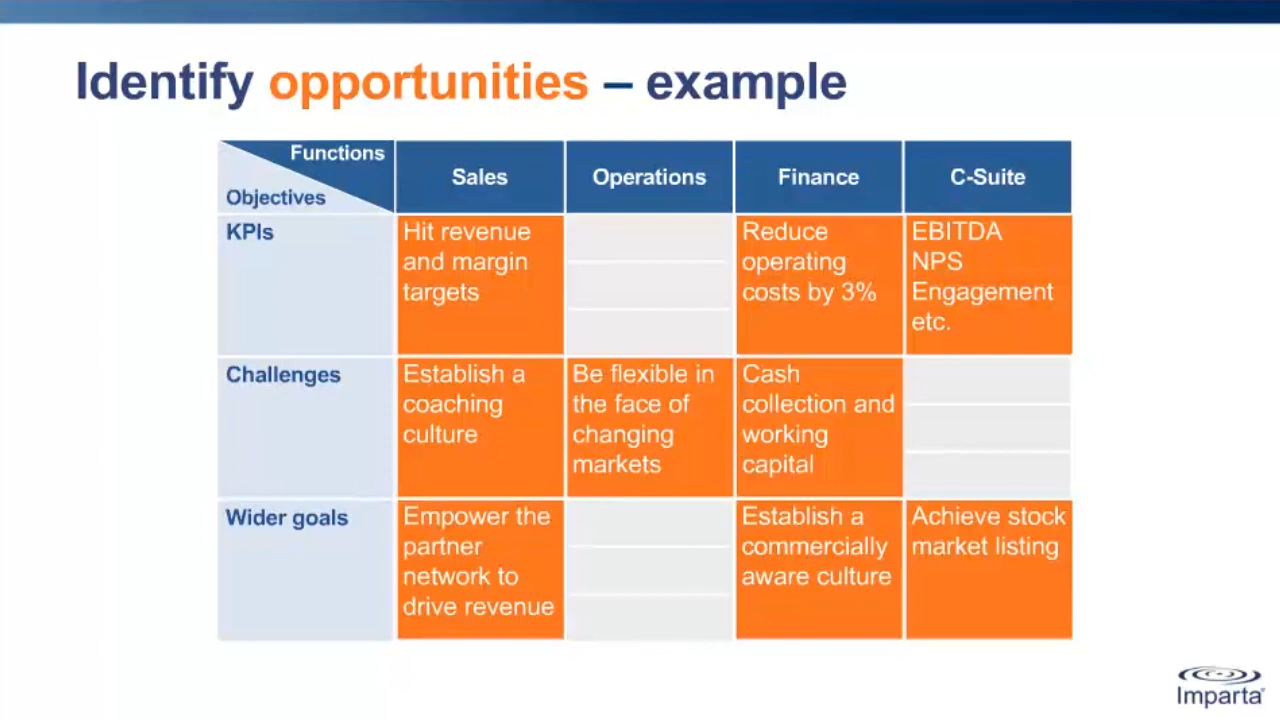 Identify opportunities – example
Functions
Objectives
Sales
Operations
Finance
C-Suite
KPIs
Hit revenue
and margin
targets
Reduce
operating
costs by 3%
EBITDA
NPS
Engagement
etc.
Challenges
Establish a
coaching
culture
Be flexible in
the face of
changing
markets
Cash
collection and
working
capital
Wider goals
Empower the
partner
network to
drive revenue
Establish a
commercially
aware culture
Achieve stock
market listing
Imparta